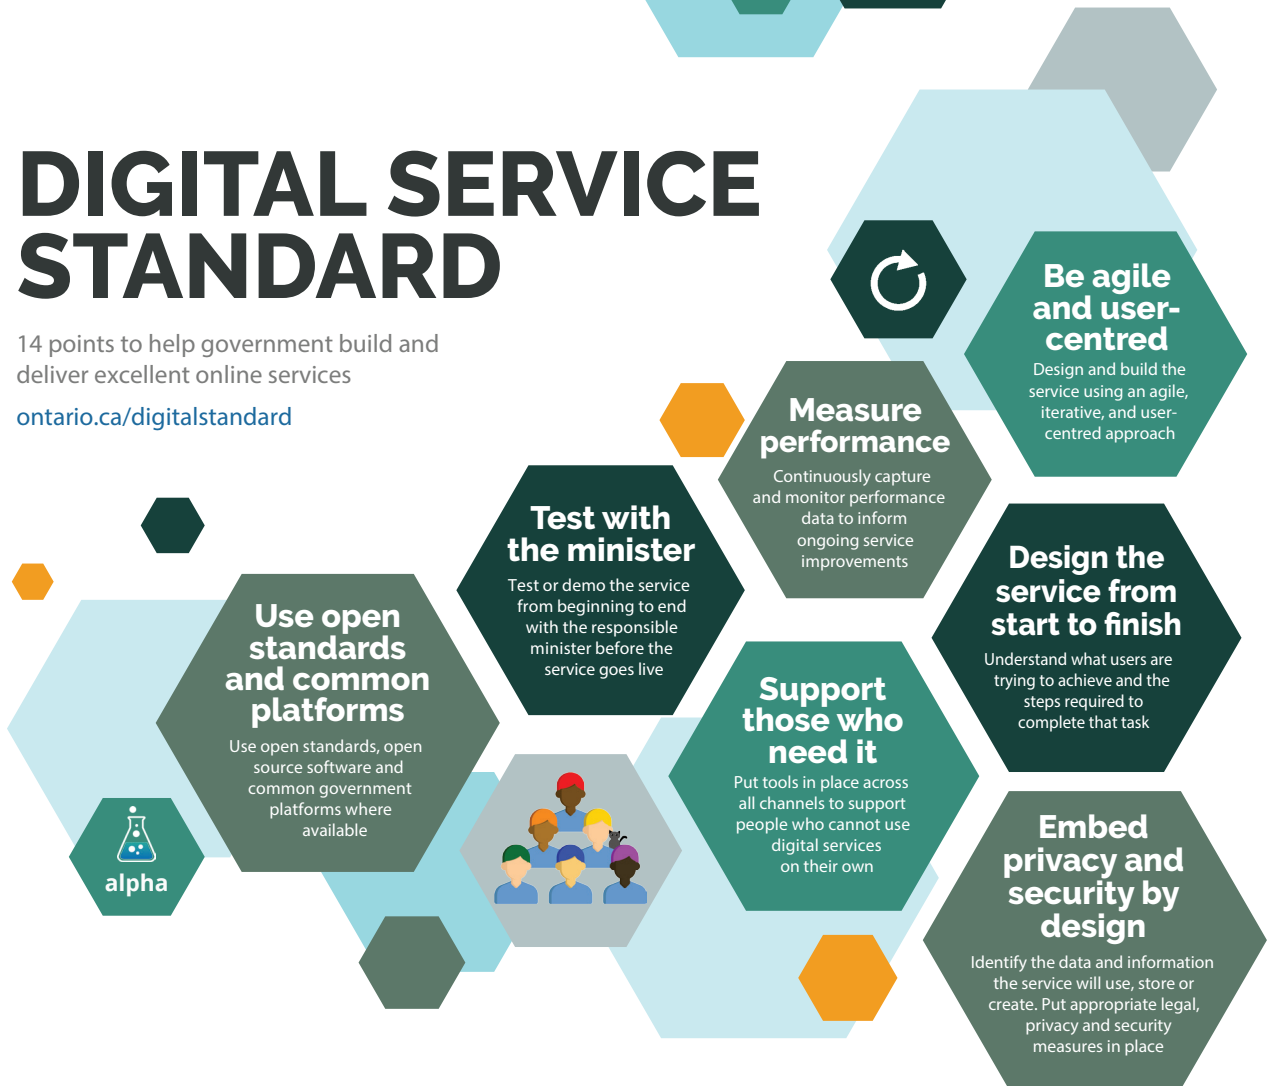 DIGITAL SERVICE
STANDARD
14 points to help government build and
deliver excellent online services
ontario.ca/digitalstandard
Be agile
and user-
centred
Design and build the
service using an agile,
iterative, and user-
centred approach
Measure
performance
Continuously capture
and monitor performance
data to inform
ongoing service
improvements
Test with
the minister
Test or demo the service
from beginning to end
with the responsible
minister before the
service goes live
Design the
service from
start to finish
Understand what users are
trying to achieve and the
steps required to
complete that task
Use open
standards
and common
platforms
Use open standards, open
source software and
common government
platforms where
available
Support
those who
need it
Put tools in place across
all channels to support
people who cannot use
digital services
on their own
alpha
Embed
privacy and
security by
design
Identify the data and information
the service will use, store or
create. Put appropriate legal,
privacy and security
measures in place